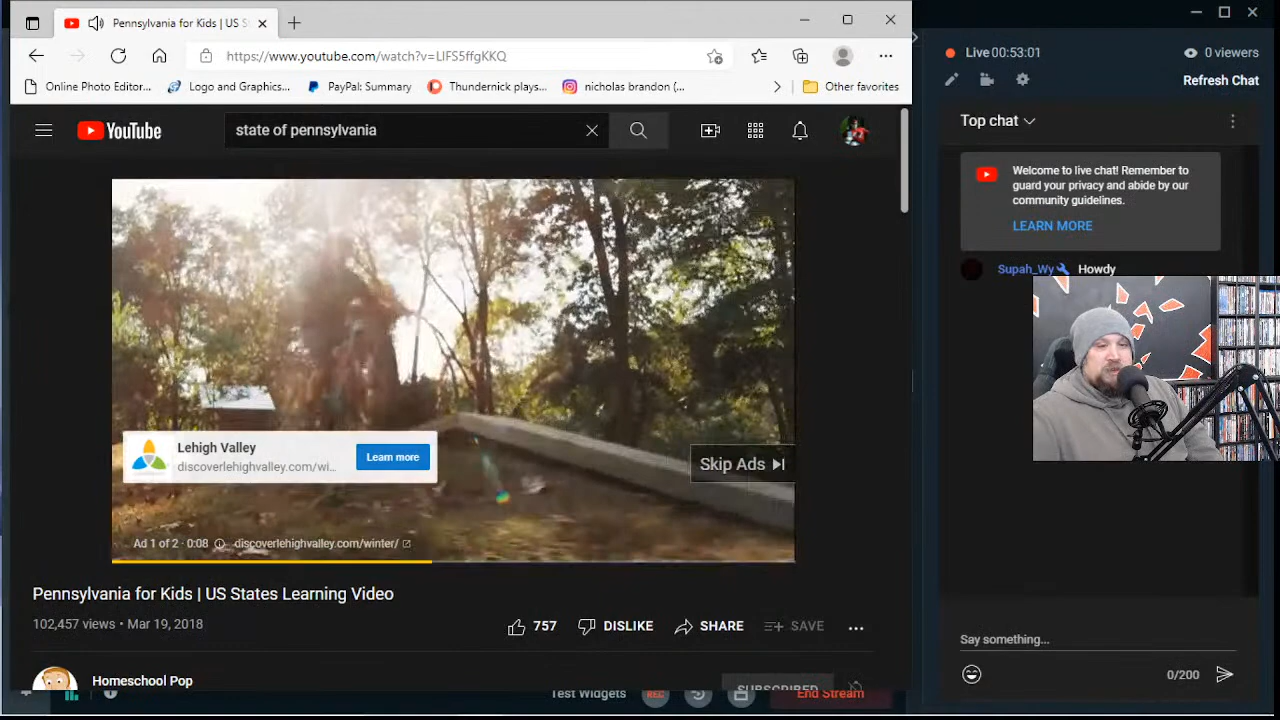 Pennsylvania for Kids | US S
https://www.youtube.com/watch?v=LlFS5ffgKKQ
Online Photo Editor...
Logo and Graphics...
PayPal: Summary
Thundernick plays...
nicholas brandon (...
Other favorites
YouTube
state of pennsylvania
Lehigh Valley
discoverlehighvalley.com/wi...
Learn more
Skip Ads
Ad 1 of 2 · 0:08
discoverlehighvalley.com/winter/
Pennsylvania for Kids | US States Learning Video
102,457 views • Mar 19, 2018
757
DISLIKE
SHARE
SAVE
Homeschool Pop
SUBSCRIBED
Test Widgets
REC
End Stream
Live 00:53:01
0 viewers
Refresh Chat
Top chat
Welcome to live chat! Remember to
guard your privacy and abide by our
community guidelines.
LEARN MORE
Supah_Wy Howdy
Say something...
0/200